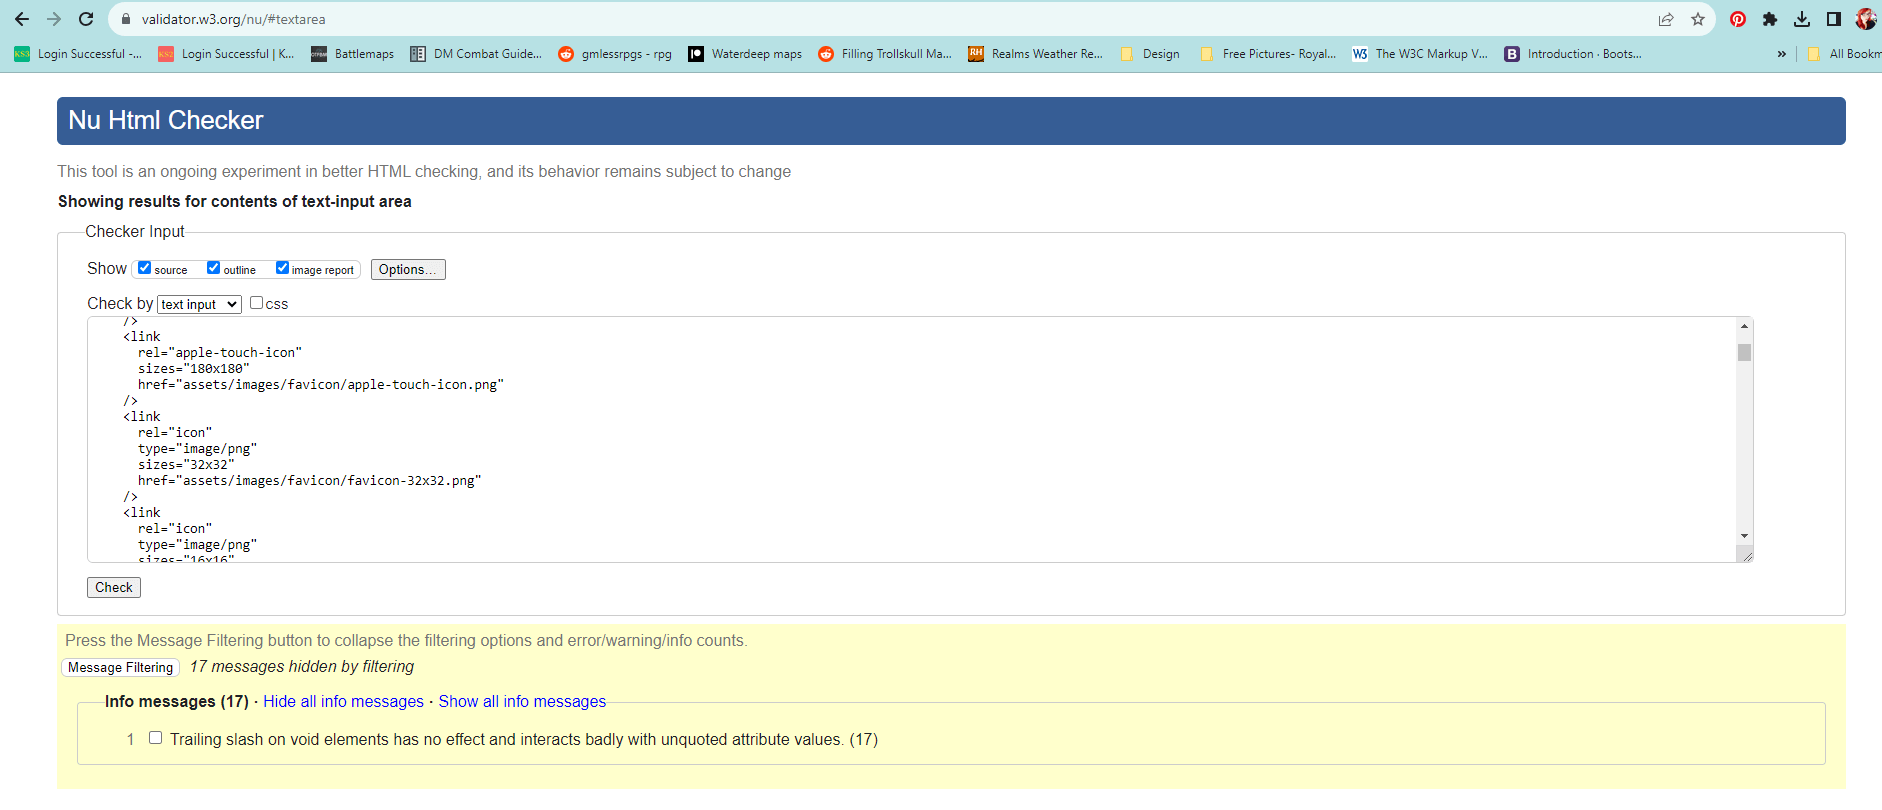 validator.w3.org/nu/#textarea
KS3 Login Successful -... KS2 Login Successful | K... Battlemaps DM Combat Guide... gmlessrpgs - rpg Waterdeep maps Filling Trollskull Ma... RH Realms Weather Re... Design Free Pictures- Royal... W3 The W3C Markup V... B Introduction · Boots... » All Bookm
Nu Html Checker
This tool is an ongoing experiment in better HTML checking, and its behavior remains subject to change
Showing results for contents of text-input area
Checker Input
Show source outline image report Options...
Check by text input css
/>
<link
rel="apple-touch-icon"
sizes="180x180"
href="assets/images/favicon/apple-touch-icon.png"
/>
<link
rel="icon"
type="image/png"
sizes="32x32"
href="assets/images/favicon/favicon-32x32.png"
/>
<link
rel="icon"
type="image/png"
sizes="16x16"
Check
Press the Message Filtering button to collapse the filtering options and error/warning/info counts.
Message Filtering 17 messages hidden by filtering
Info messages (17) · Hide all info messages · Show all info messages
1 Trailing slash on void elements has no effect and interacts badly with unquoted attribute values. (17)